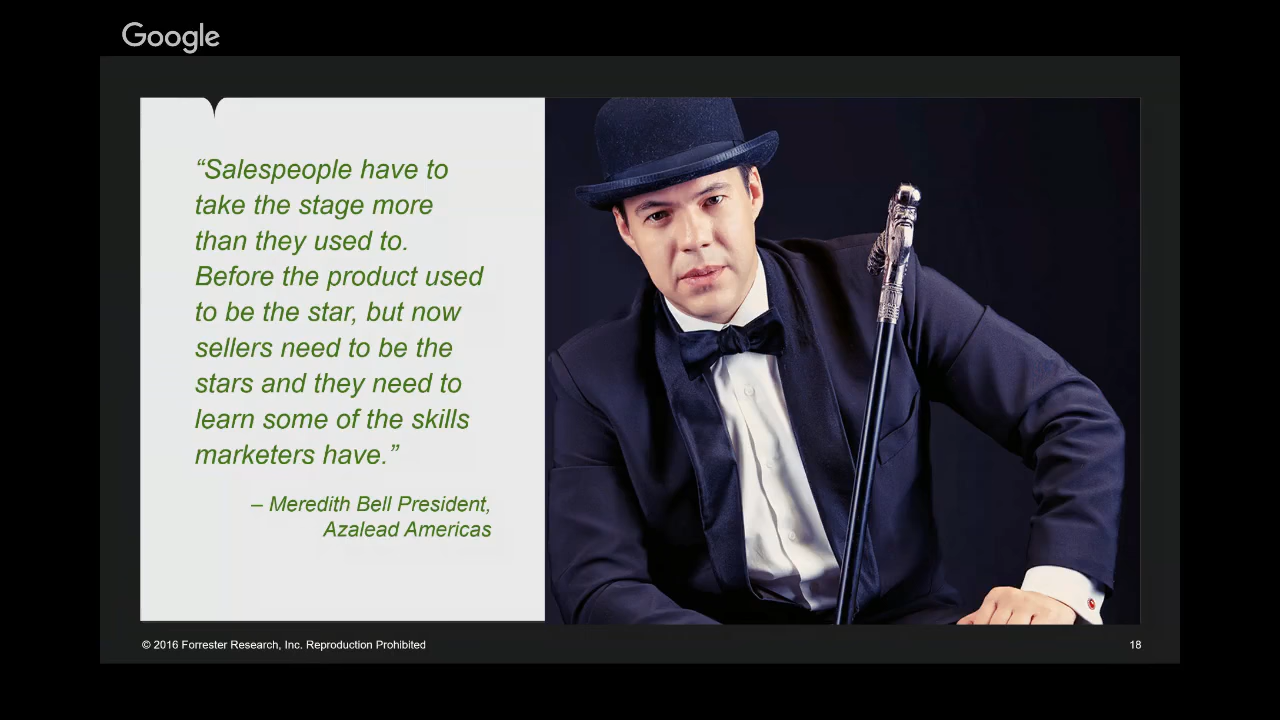 Google
“Salespeople have to
take the stage more
than they used to.
Before the product used
to be the star, but now
sellers need to be the
stars and they need to
learn some of the skills
marketers have.”
– Meredith Bell President,
Azalead Americas
© 2016 Forrester Research, Inc. Reproduction Prohibited
18